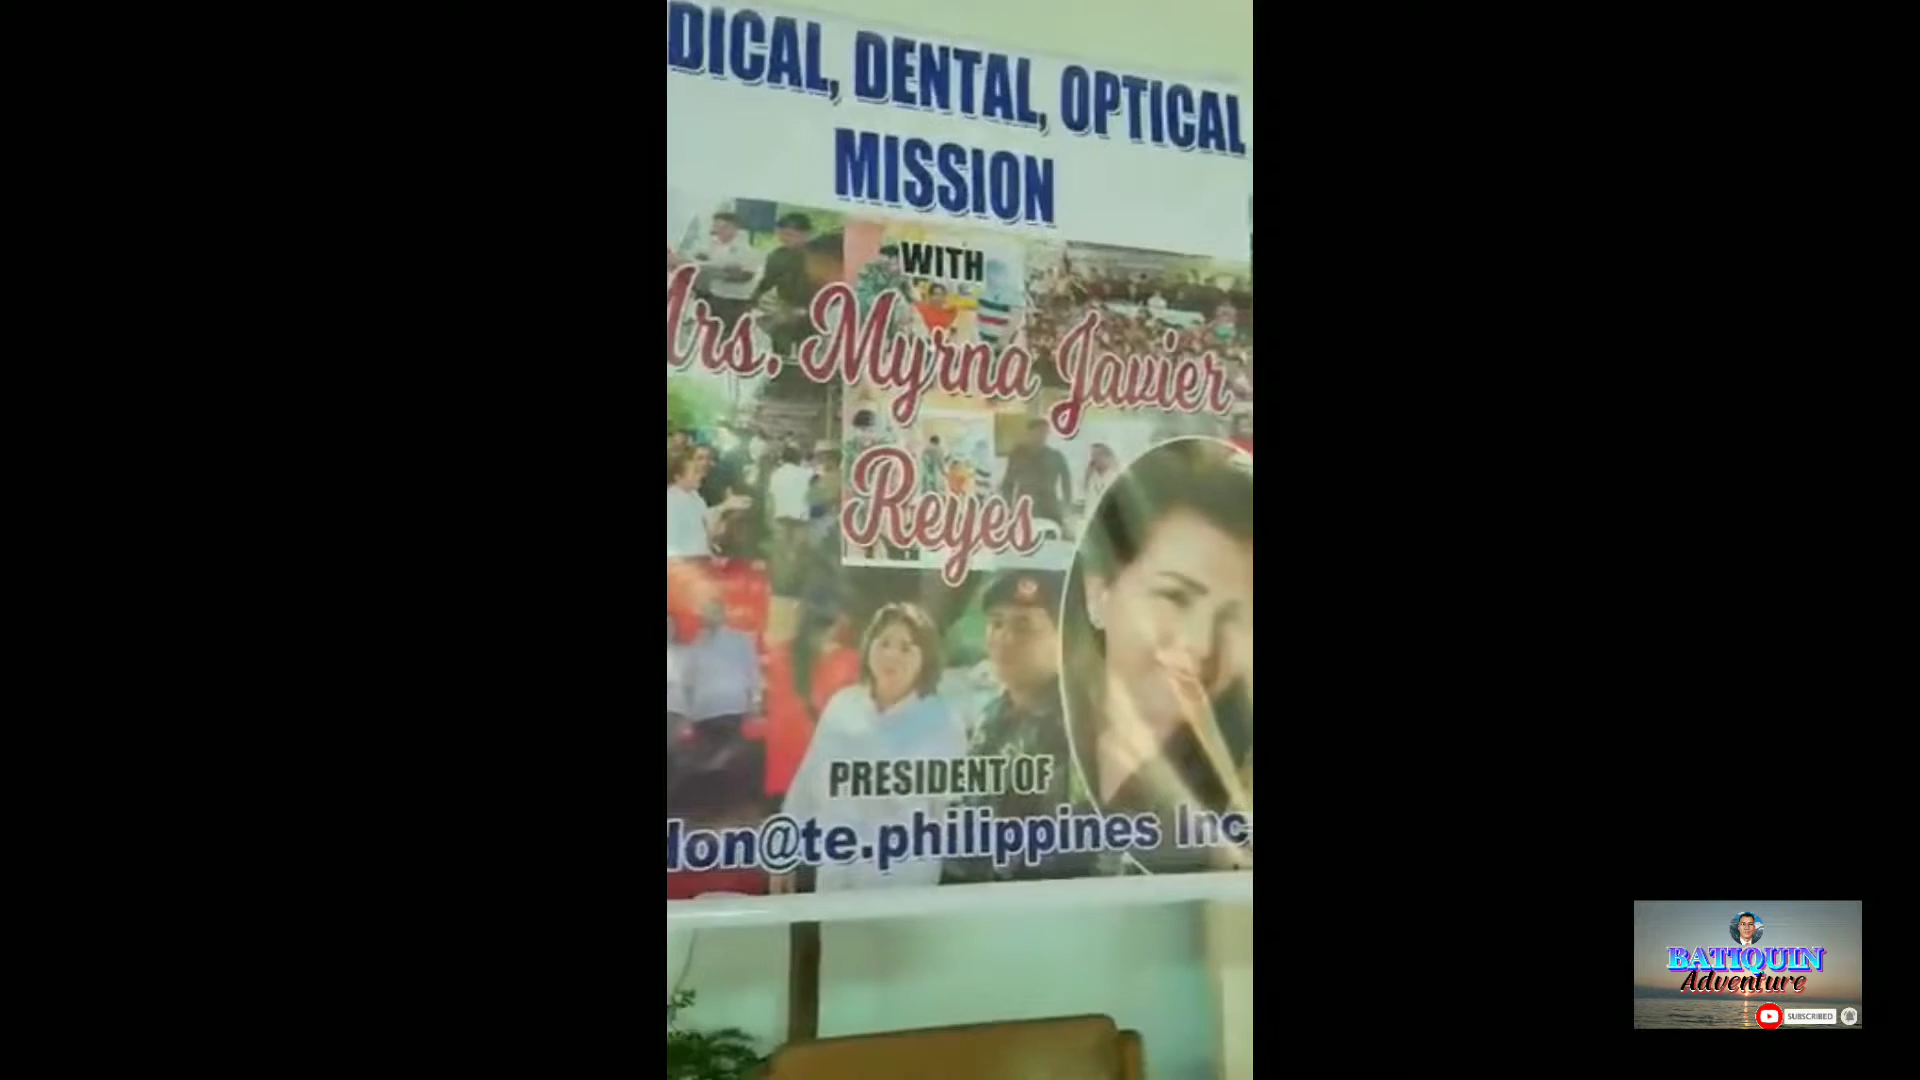 DICAL, DENTAL, OPTICAL
MISSION
WITH
Mrs. Myrna Javier
Reyes
PRESIDENT OF
don@te.philippines Inc
BATIQUIN
Adventure
SUBSCRIBED